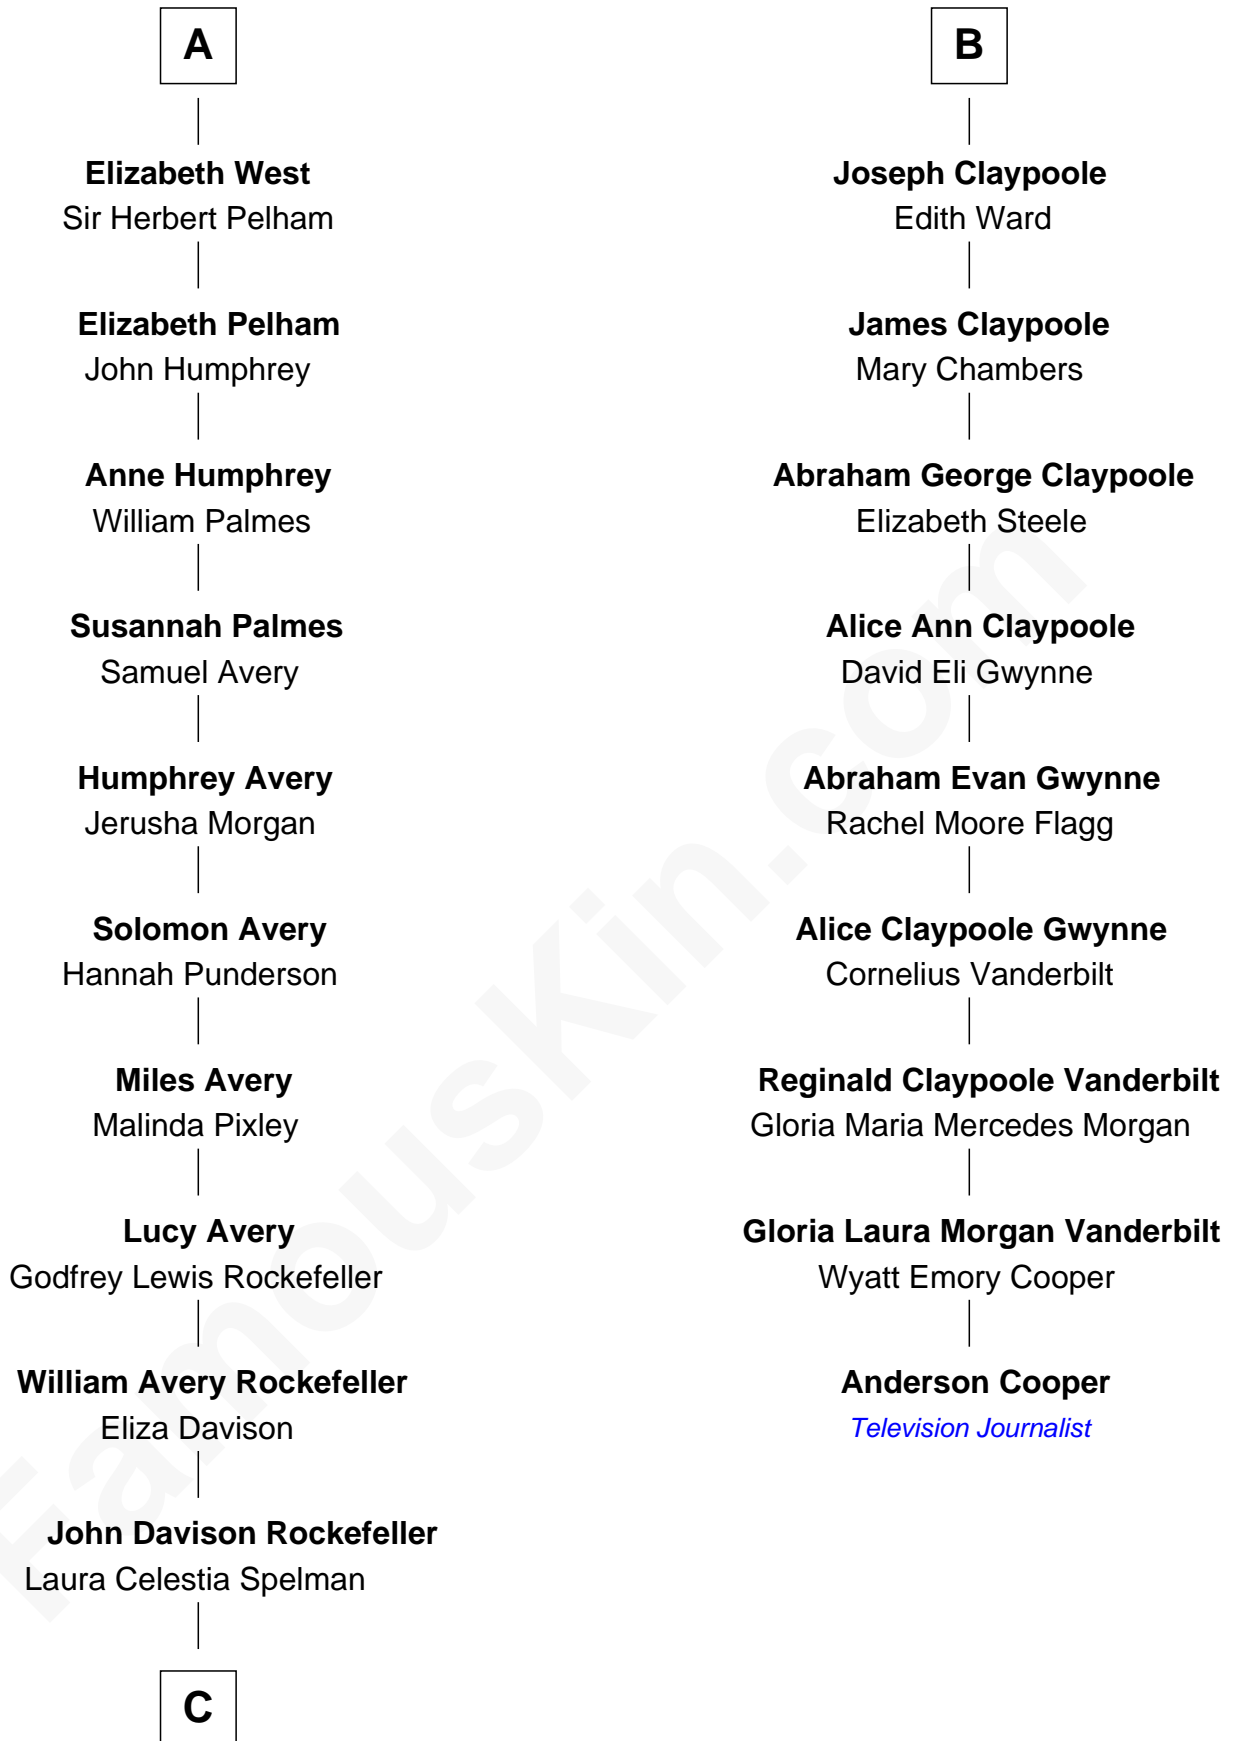 A
Elizabeth West
Sir Herbert Pelham
Elizabeth Pelham
John Humphrey
Anne Humphrey
William Palmes
Susannah Palmes
Samuel Avery
Humphrey Avery
Jerusha Morgan
Solomon Avery
Hannah Punderson
Miles Avery
Malinda Pixley
Lucy Avery
Godfrey Lewis Rockefeller
William Avery Rockefeller
Eliza Davison
John Davison Rockefeller
Laura Celestia Spelman
C
B
Joseph Claypoole
Edith Ward
James Claypoole
Mary Chambers
Abraham George Claypoole
Elizabeth Steele
Alice Ann Claypoole
David Eli Gwynne
Abraham Evan Gwynne
Rachel Moore Flagg
Alice Claypoole Gwynne
Cornelius Vanderbilt
Reginald Claypoole Vanderbilt
Gloria Maria Mercedes Morgan
Gloria Laura Morgan Vanderbilt
Wyatt Emory Cooper
Anderson Cooper
Television Journalist
FamousKin.com